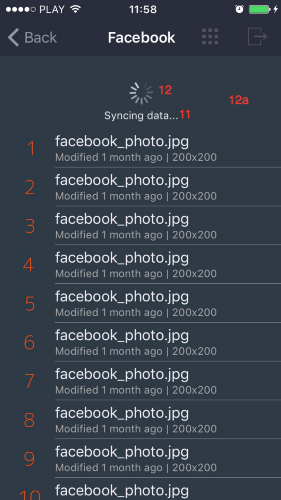 PLAY 11:58
Back Facebook
12
12a
Syncing data...11
1 facebook_photo.jpg
Modified 1 month ago | 200x200
2 facebook_photo.jpg
Modified 1 month ago | 200x200
3 facebook_photo.jpg
Modified 1 month ago | 200x200
4 facebook_photo.jpg
Modified 1 month ago | 200x200
5 facebook_photo.jpg
Modified 1 month ago | 200x200
6 facebook_photo.jpg
Modified 1 month ago | 200x200
7 facebook_photo.jpg
Modified 1 month ago | 200x200
8 facebook_photo.jpg
Modified 1 month ago | 200x200
9 facebook_photo.jpg
Modified 1 month ago | 200x200
10 facebook_photo.jpg